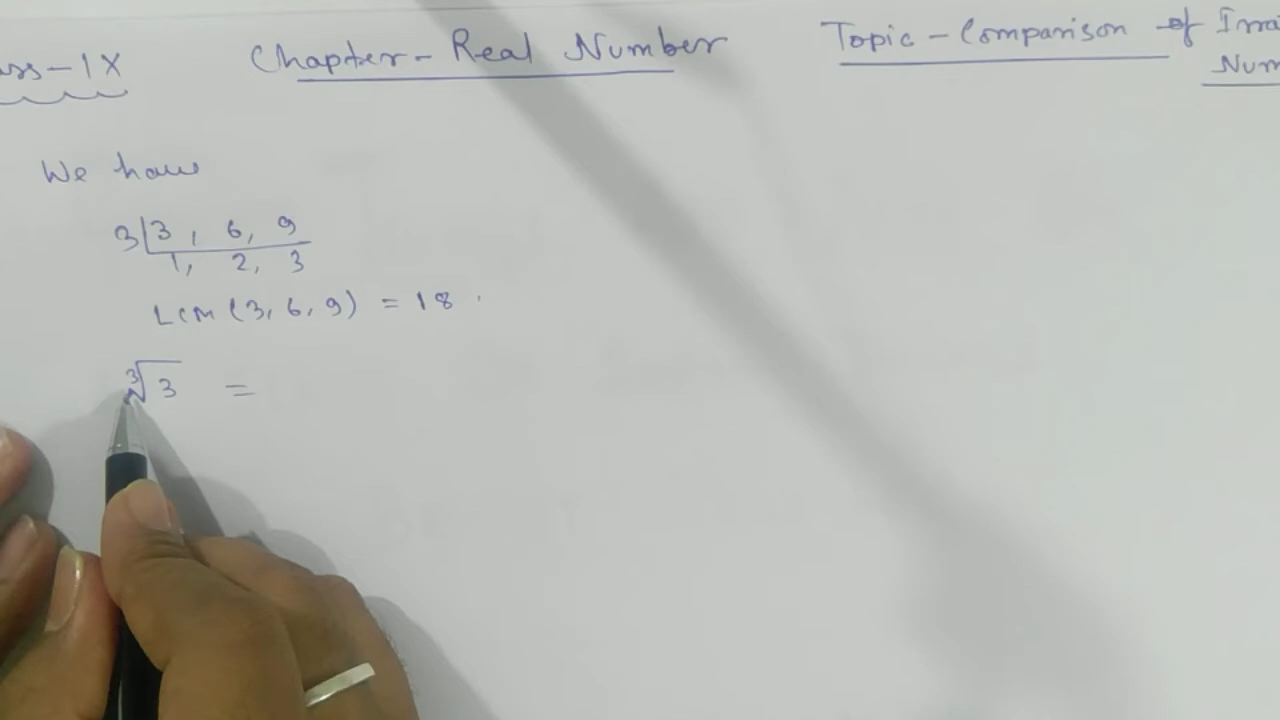 Chapter - Real Number
Topic - Comparison of
We have
3 | 3, 6, 9
1, 2, 3
LCM (3, 6, 9) = 18.
∛3 =